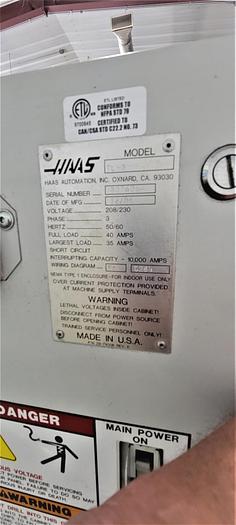 ETL LISTED
CONFORMS TO
NFPA STD 79
CERTIFIED TO
CAN/CSA STD C22.2 NO. 73
HAAS
MODEL
HAAS AUTOMATION, INC. OXNARD, CA. 93030
SERIAL NUMBER
DATE OF MFG
VOLTAGE 208/230
PHASE 3
HERTZ 50/60
FULL LOAD 40 AMPS
LARGEST LOAD 35 AMPS
SHORT CIRCUIT
INTERRUPTING CAPACITY - 10,000 AMPS
WIRING DIAGRAM
NEMA TYPE 1 ENCLOSURE-FOR INDOOR USE ONLY
OVER CURRENT PROTECTION PROVIDED
AT MACHINE SUPPLY TERMINALS.
WARNING
LETHAL VOLTAGES INSIDE CABINET!
DISCONNECT FROM POWER SOURCE
BEFORE OPENING CABINET!
TRAINED SERVICE PERSONNEL ONLY!
MADE IN U.S.A.
DANGER
MAIN POWER
ON
WARNING